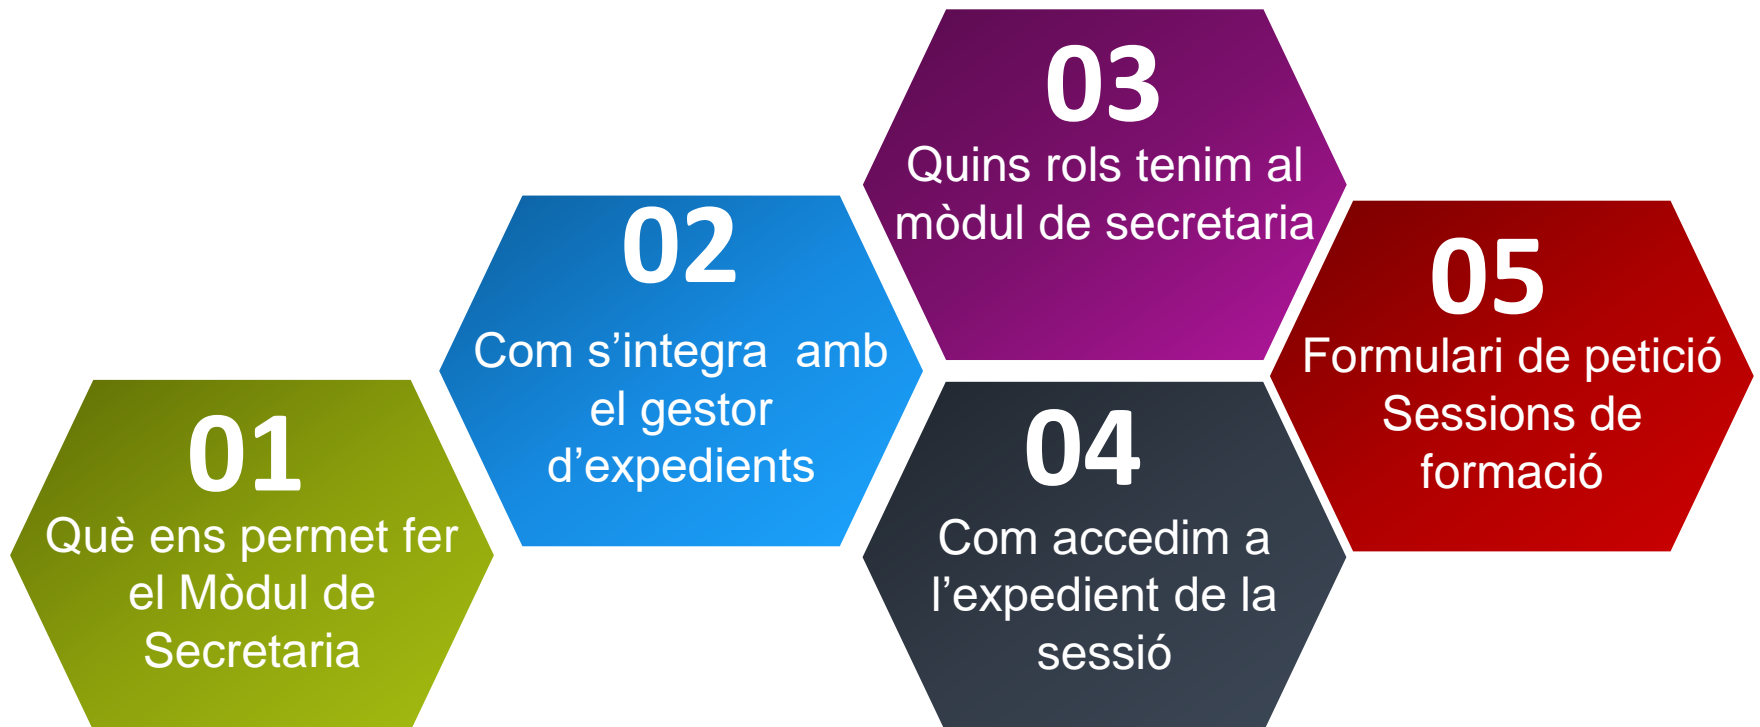 01
Què ens permet fer
el Mòdul de
Secretaria
02
Com s’integra  amb
el gestor
d’expedients
03
Quins rols tenim al
mòdul de secretaria
04
Com accedim a
l’expedient de la
sessió
05
Formulari de petició
Sessions de
formació